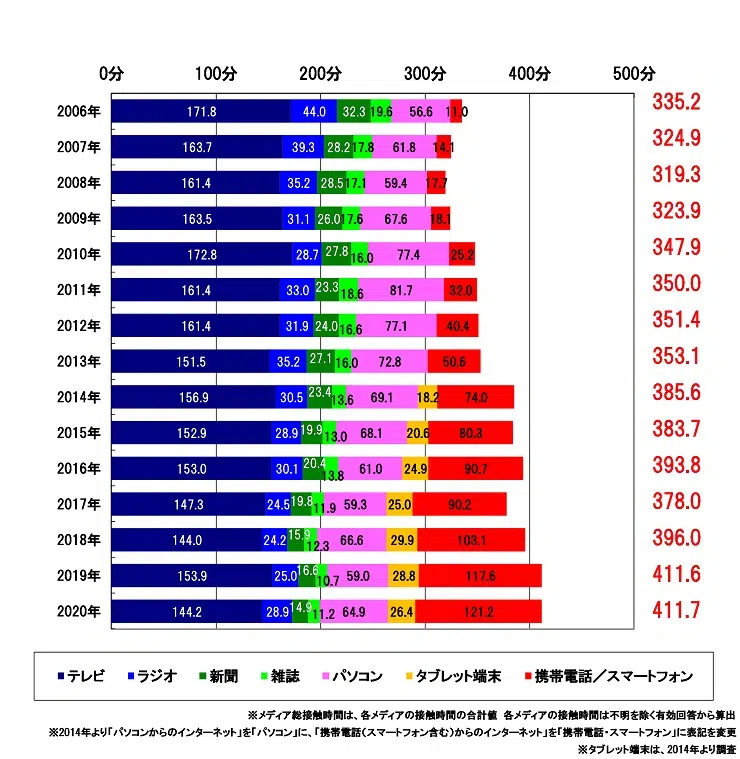 0分 100分 200分 300分 400分 500分
2006年 171.8 44.0 32.3 19.6 56.6 11.0 335.2
2007年 163.7 39.3 28.2 17.8 61.8 14.1 324.9
2008年 161.4 35.2 28.5 17.1 59.4 17.7 319.3
2009年 163.5 31.1 26.0 17.6 67.6 18.1 323.9
2010年 172.8 28.7 27.8 16.0 77.4 25.2 347.9
2011年 161.4 33.0 23.3 18.6 81.7 32.0 350.0
2012年 161.4 31.9 24.0 16.6 77.1 40.4 351.4
2013年 151.5 35.2 27.1 16.0 72.8 50.6 353.1
2014年 156.9 30.5 23.4 13.6 69.1 18.2 74.0 385.6
2015年 152.9 28.9 19.9 13.0 68.1 20.6 80.3 383.7
2016年 153.0 30.1 20.4 13.8 61.0 24.9 90.7 393.8
2017年 147.3 24.5 19.8 11.9 59.3 25.0 90.2 378.0
2018年 144.0 24.2 15.9 12.3 66.6 29.9 103.1 396.0
2019年 153.9 25.0 16.6 10.7 59.0 28.8 117.6 411.6
2020年 144.2 28.9 14.9 11.2 64.9 26.4 121.2 411.7
テレビ ラジオ 新聞 雑誌 パソコン タブレット端末 携帯電話／スマートフォン
※メディア総接触時間は、各メディアの接触時間の合計値 各メディアの接触時間は不明を除く有効回答から算出
※2014年より「パソコンからのインターネット」を「パソコン」に、「携帯電話(スマートフォン含む)からのインターネット」を「携帯電話・スマートフォン」に表記を変更
※タブレット端末は、2014年より調査